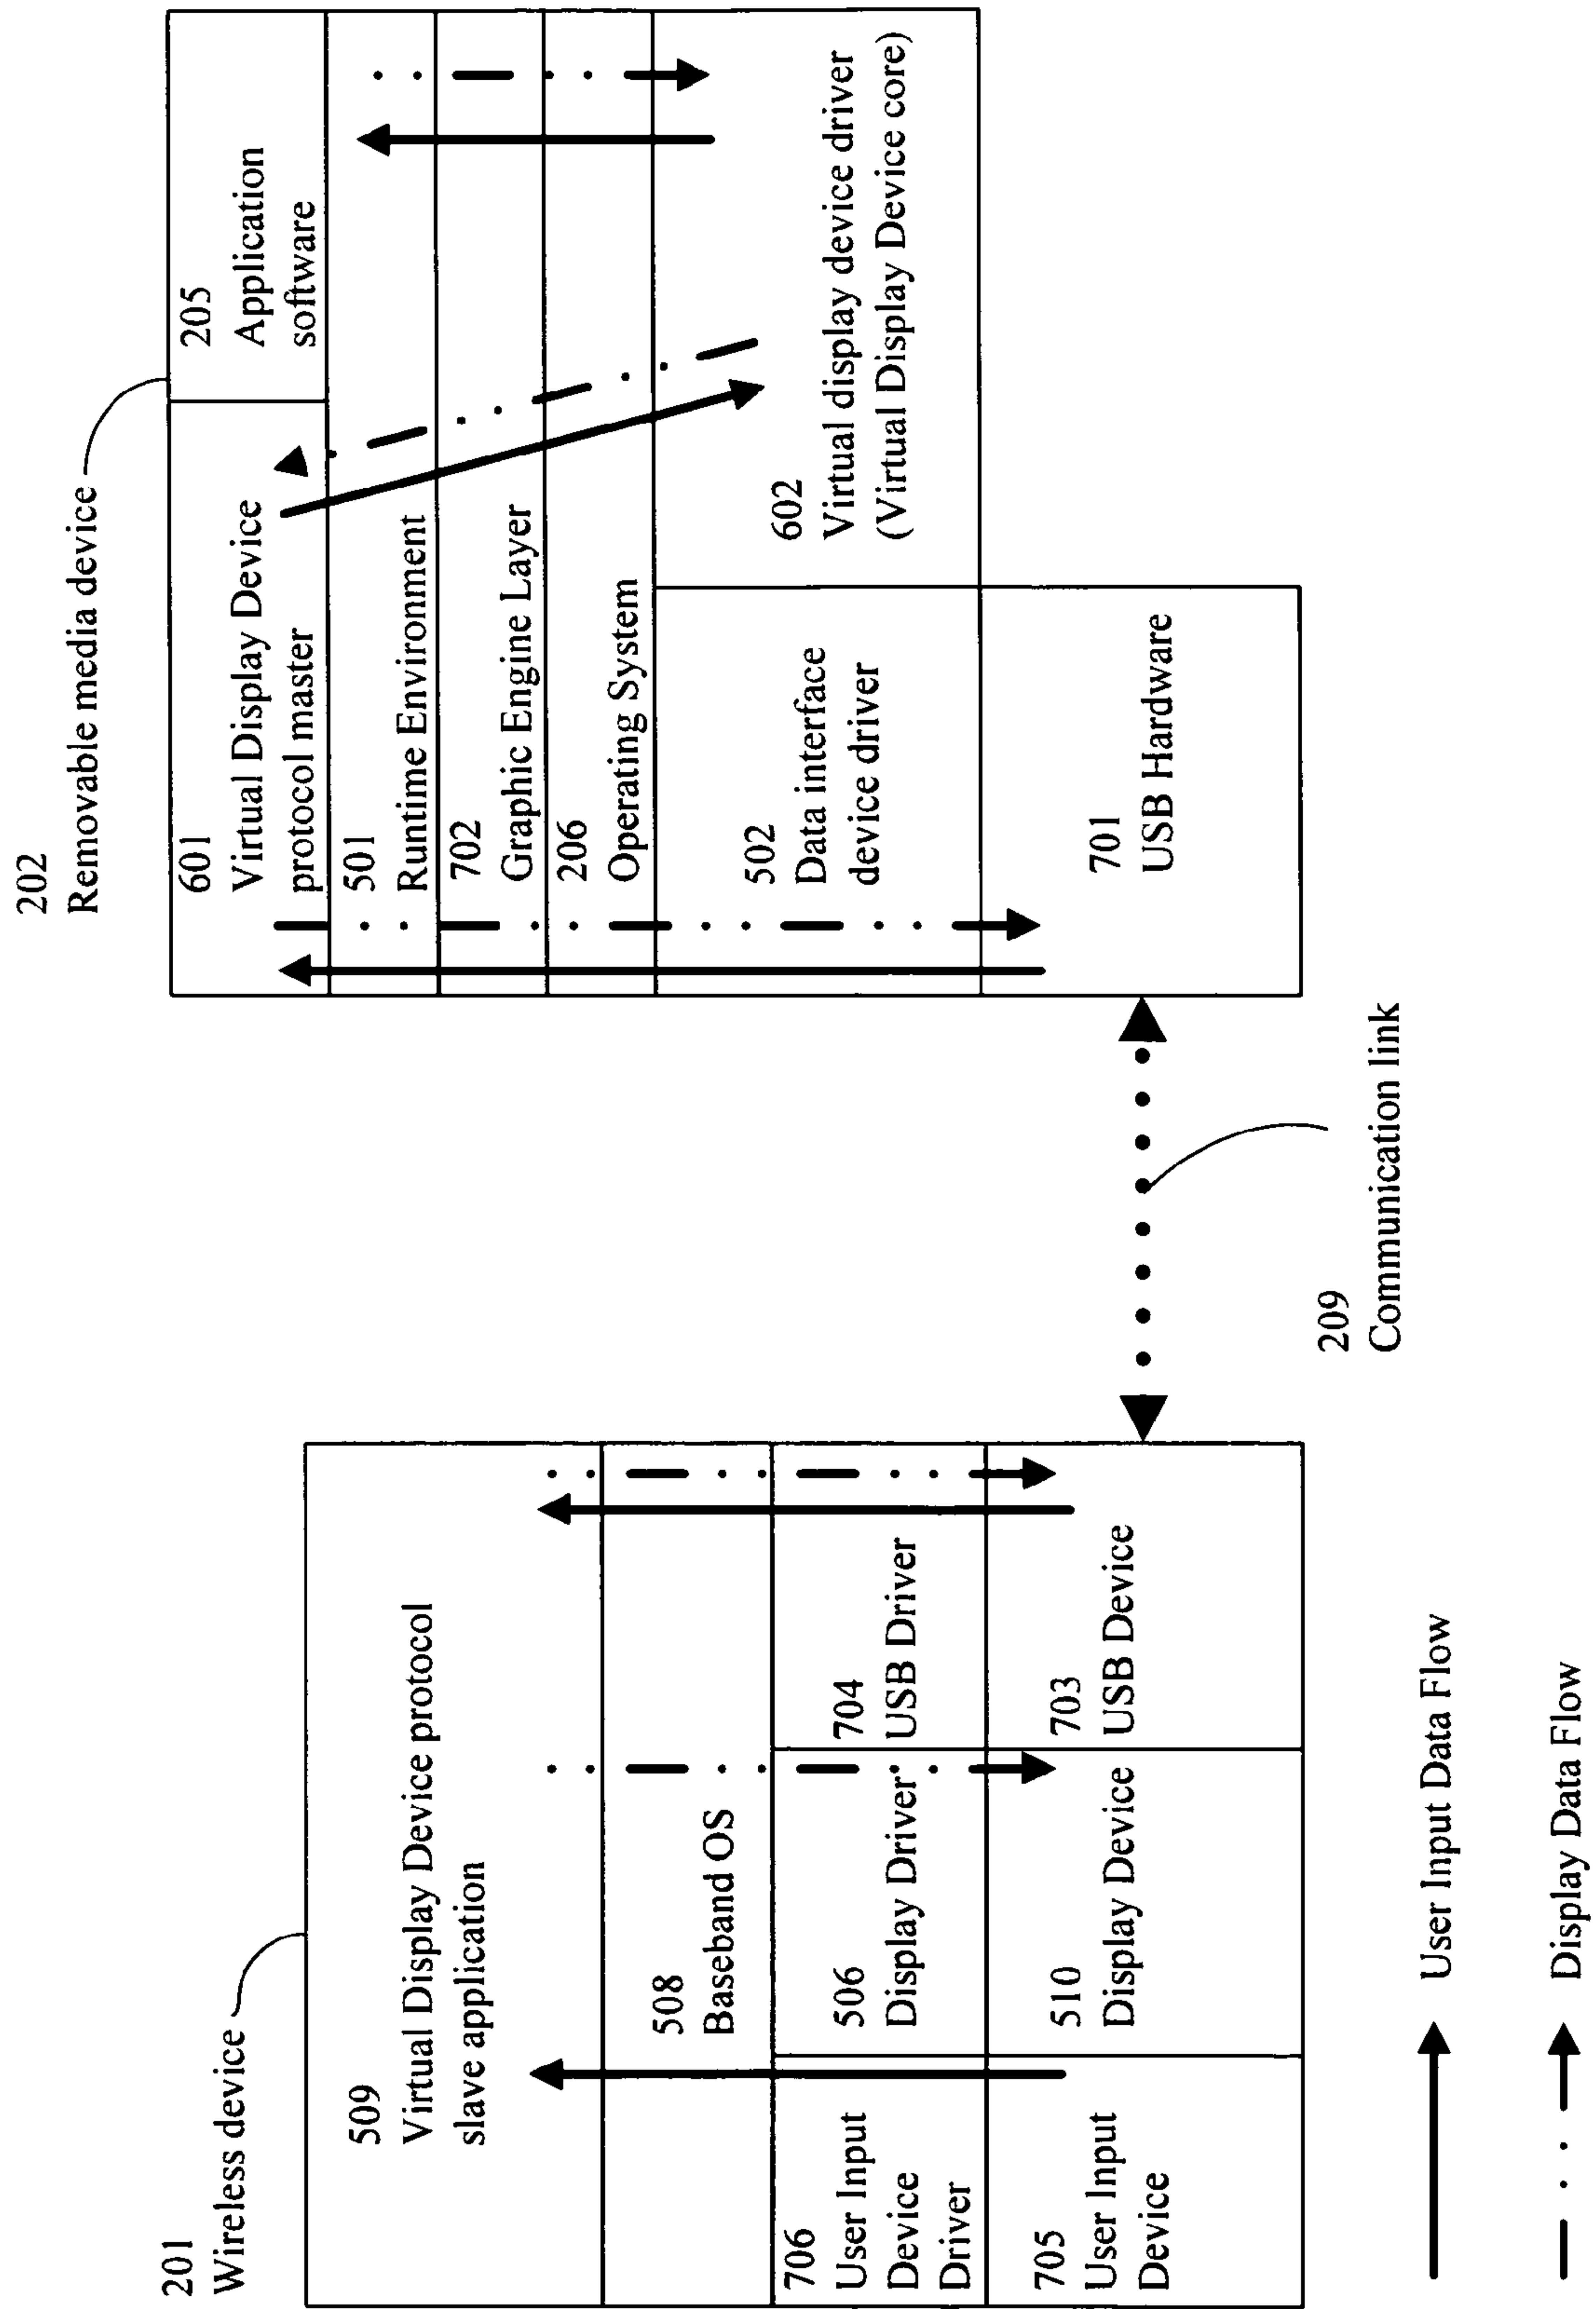 202
Removable media device
601
Virtual Display Device
protocol master
205
Application
software
501
Runtime Environment
702
Graphic Engine Layer
206
Operating System
502
Data interface
device driver
602
Virtual display device driver
(Virtual Display Device core)
701
USB Hardware
201
Wireless device
509
Virtual Display Device protocol
slave application
508
Baseband OS
706
User Input
Device
Driver
506
Display Driver
704
USB Driver
705
User Input
Device
510
Display Device
703
USB Device
209
Communication link
User Input Data Flow
Display Data Flow